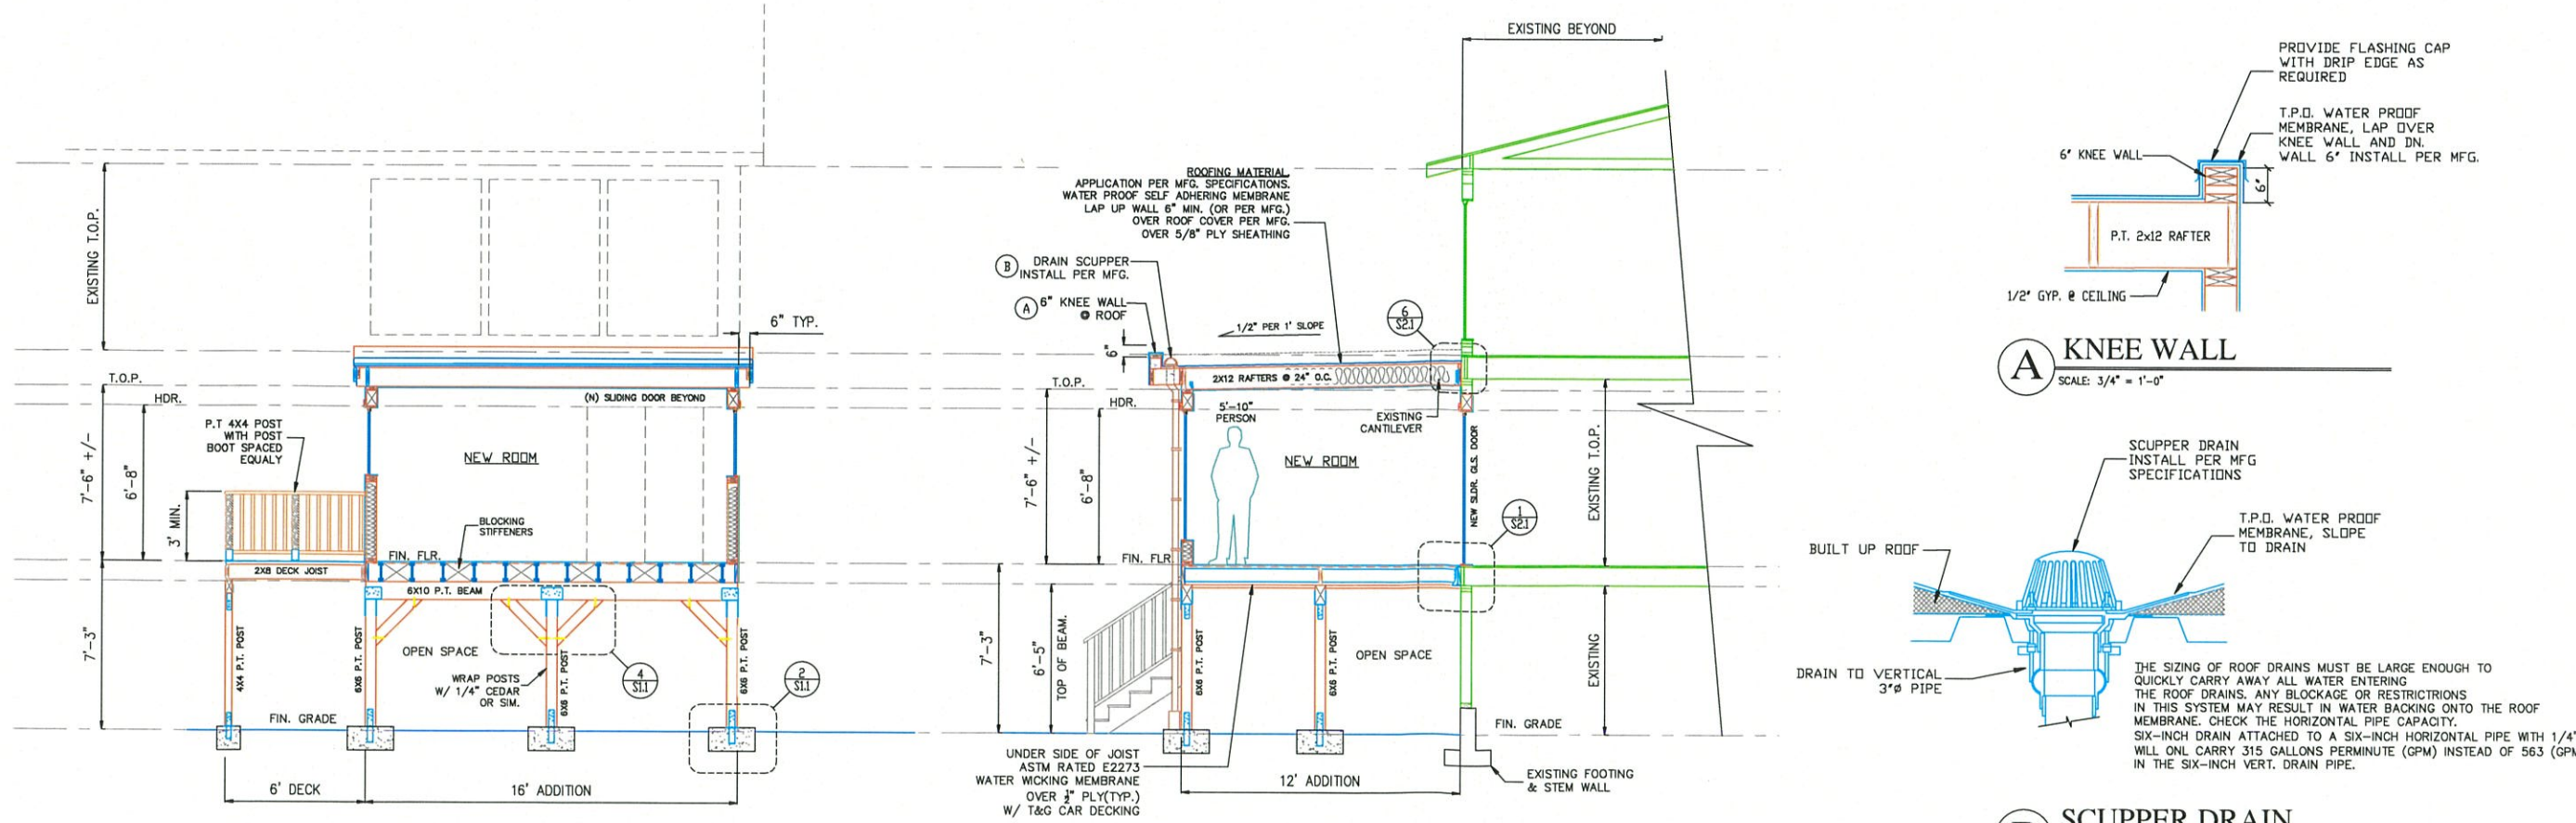 EXISTING T.O.P.
6" TYP.
T.O.P.
HDR.
(N) SLIDING DOOR BEYOND
P.T 4X4 POST
WITH POST
BOOT SPACED
EQUALY
7'-6" +/-
6'-8"
NEW ROOM
3' MIN.
BLOCKING
STIFFENERS
FIN. FLR.
2X8 DECK JOIST
6X10 P.T. BEAM
7'-3"
4X4 P.T. POST
6X6 P.T. POST
OPEN SPACE
WRAP POSTS
W/ 1/4" CEDAR
OR SIM.
6X6 P.T. POST
6X6 P.T. POST
4
S1.1
2
S1.1
FIN. GRADE
6' DECK
16' ADDITION
EXISTING BEYOND
ROOFING MATERIAL
APPLICATION PER MFG. SPECIFICATIONS.
WATER PROOF SELF ADHERING MEMBRANE
LAP UP WALL 6" MIN. (OR PER MFG.)
OVER ROOF COVER PER MFG.
OVER 5/8" PLY SHEATHING
B
DRAIN SCUPPER
INSTALL PER MFG.
A
6" KNEE WALL
@ ROOF
6"
1/2" PER 1' SLOPE
6
S2.1
T.O.P.
2X12 RAFTERS @ 24" O.C.
HDR.
5'-10"
PERSON
EXISTING
CANTILEVER
7'-6" +/-
6'-8"
NEW ROOM
NEW SLDR. GLS. DOOR
EXISTING T.O.P.
1
S2.1
FIN. FLR.
7'-3"
6'-5"
TOP OF BEAM.
6X6 P.T. POST
6X6 P.T. POST
OPEN SPACE
EXISTING
FIN. GRADE
UNDER SIDE OF JOIST
ASTM RATED E2273
WATER WICKING MEMBRANE
OVER 1/2" PLY(TYP.)
W/ T&G CAR DECKING
12' ADDITION
EXISTING FOOTING
& STEM WALL
PROVIDE FLASHING CAP
WITH DRIP EDGE AS
REQUIRED
T.P.O. WATER PROOF
MEMBRANE, LAP OVER
KNEE WALL AND DN.
WALL 6" INSTALL PER MFG.
6" KNEE WALL
6"
P.T. 2x12 RAFTER
1/2" GYP. @ CEILING
A
KNEE WALL
SCALE: 3/4" = 1'-0"
SCUPPER DRAIN
INSTALL PER MFG
SPECIFICATIONS
T.P.O. WATER PROOF
MEMBRANE, SLOPE
TO DRAIN
BUILT UP ROOF
DRAIN TO VERTICAL
3"ø PIPE
THE SIZING OF ROOF DRAINS MUST BE LARGE ENOUGH TO
QUICKLY CARRY AWAY ALL WATER ENTERING
THE ROOF DRAINS. ANY BLOCKAGE OR RESTRICTRIONS
IN THIS SYSTEM MAY RESULT IN WATER BACKING ONTO THE ROOF
MEMBRANE. CHECK THE HORIZONTAL PIPE CAPACITY.
SIX-INCH DRAIN ATTACHED TO A SIX-INCH HORIZONTAL PIPE WITH 1/4"
WILL ONL CARRY 315 GALLONS PERMINUTE (GPM) INSTEAD OF 563 (GPM
IN THE SIX-INCH VERT. DRAIN PIPE.
SCUPPER DRAIN